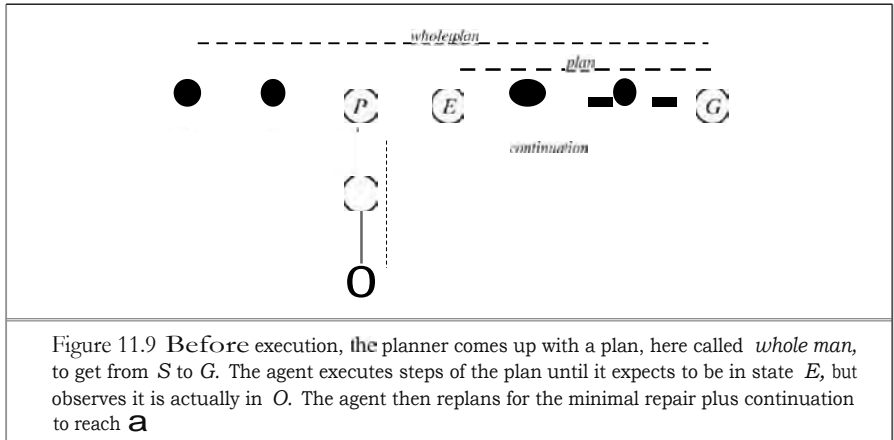 wholeplan
plan
P E G
continuation
O
Figure 11.9 Before execution, the planner comes up with a plan, here called whole man,
to get from S to G. The agent executes steps of the plan until it expects to be in state E, but
observes it is actually in O. The agent then replans for the minimal repair plus continuation
to reach a